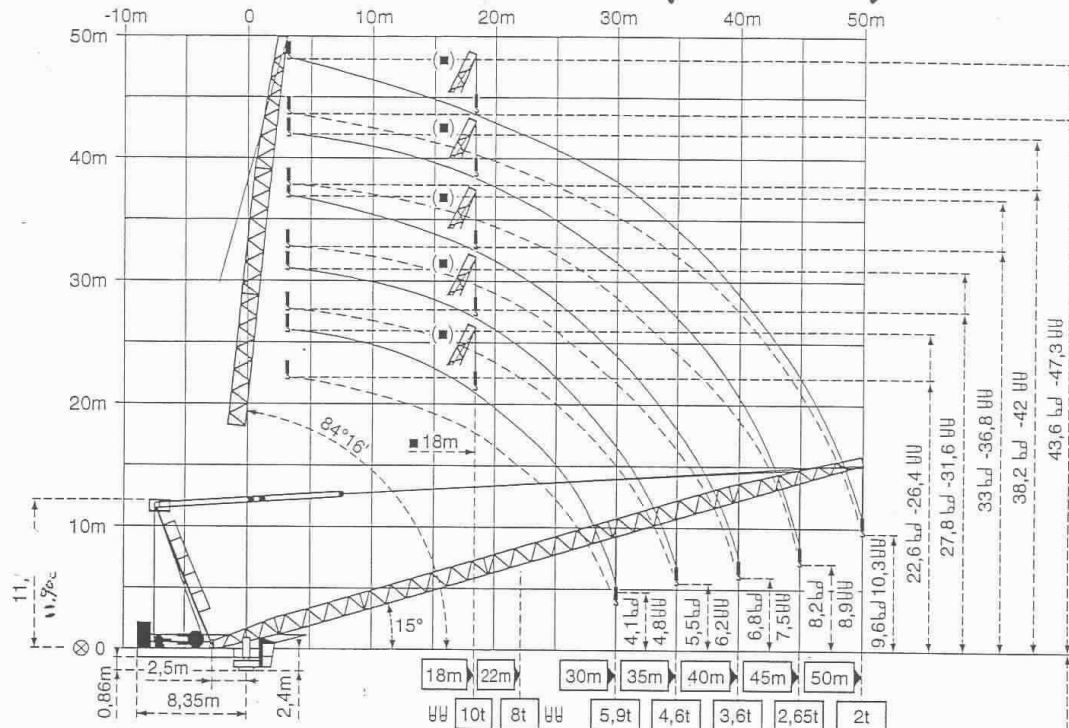 -10m 0 10m 20m 30m 40m 50m
50m
40m
30m
20m
10m
0
(■)
(■)
(■)
(■)
(■)
84°16′
■ 18m
15°
11,
11,90c
0,86m
2,5m
8,35m
2,4m
4,1
4,8
5,5
6,2
6,8
7,5
8,2
8,9
9,6 10,3
22,6 -26,4
27,8 -31,6
33 -36,8
38,2 -42
43,6 -47,3
18m 22m 30m 35m 40m 45m 50m
10t 8t 5,9t 4,6t 3,6t 2,65t 2t